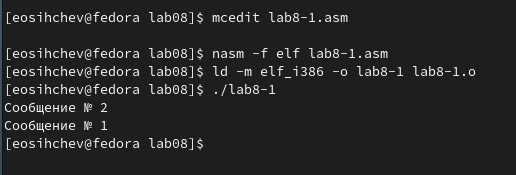 [eosihchev@fedora lab08]$ mcedit lab8-1.asm
[eosihchev@fedora lab08]$ nasm -f elf lab8-1.asm
[eosihchev@fedora lab08]$ ld -m elf_i386 -o lab8-1 lab8-1.o
[eosihchev@fedora lab08]$ ./lab8-1
Сообщение № 2
Сообщение № 1
[eosihchev@fedora lab08]$